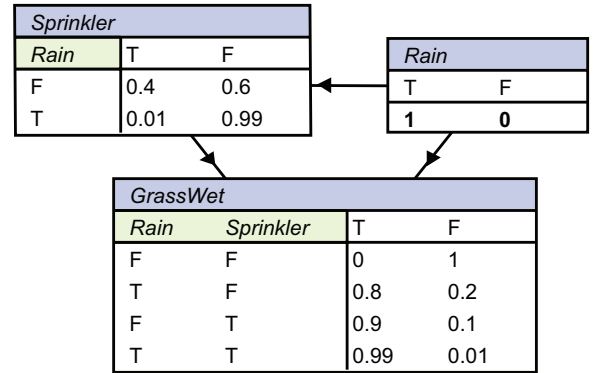 Sprinkler
Rain T F
F 0.4 0.6
T 0.01 0.99
Rain
T F
1 0
GrassWet
Rain Sprinkler T F
F F 0 1
T F 0.8 0.2
F T 0.9 0.1
T T 0.99 0.01